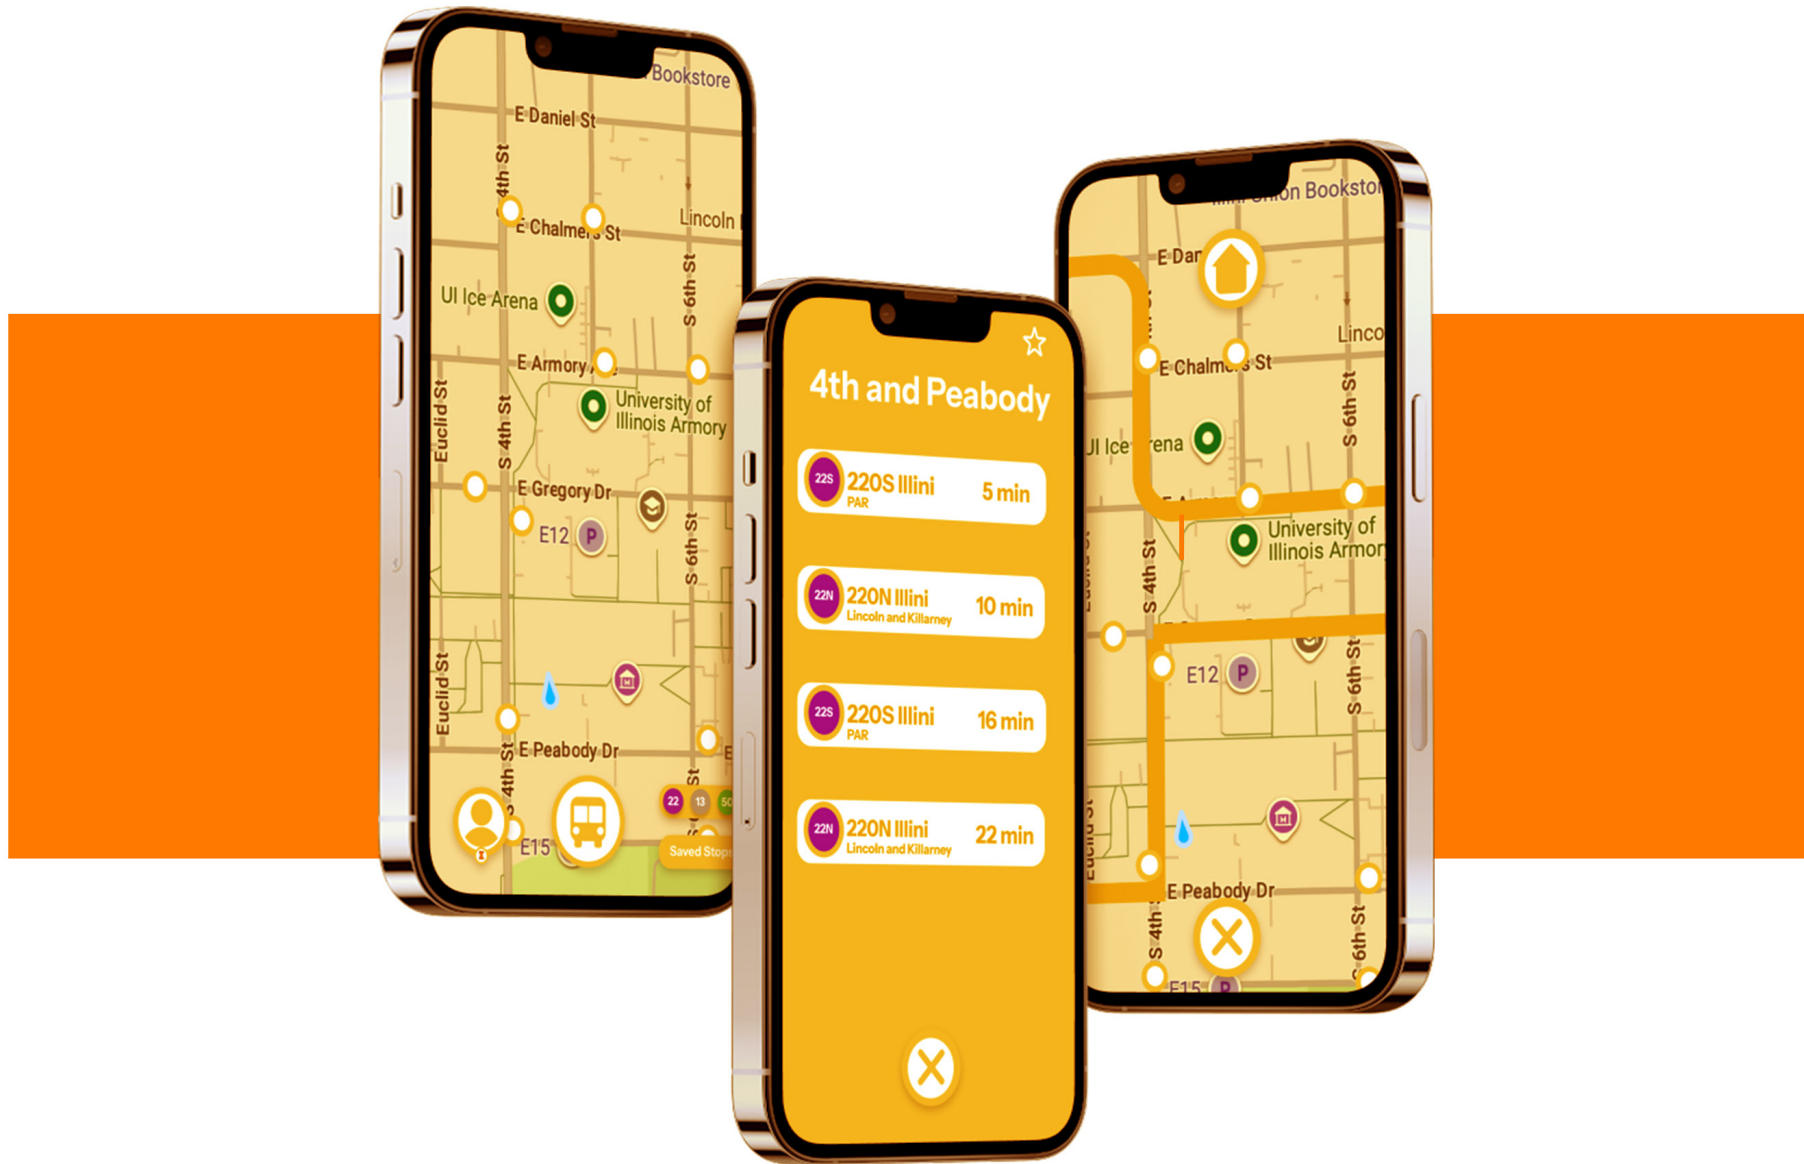 Bookstore
E Daniel St
S 4th St
E Chalmers St
Lincoln
UI Ice Arena
S 6th St
E Armory
Euclid St
S 4th St
University of
Illinois Armory
E Gregory Dr
E12
P
S 6th St
Euclid St
E Peabody Dr
S 4th St
St
E
22
13
50
E15
Saved Stops
4th and Peabody
22S
220S Illini
PAR
5 min
22N
220N Illini
Lincoln and Killarney
10 min
22S
220S Illini
PAR
16 min
22N
220N Illini
Lincoln and Killarney
22 min
Union Bookstor
E Dan
E Chalmers St
Linco
UI Ice Arena
S 6th St
University of
Illinois Armor
S 4th St
E12
P
S 6th St
E Peabody Dr
S 4th
S 6th St
E15
P